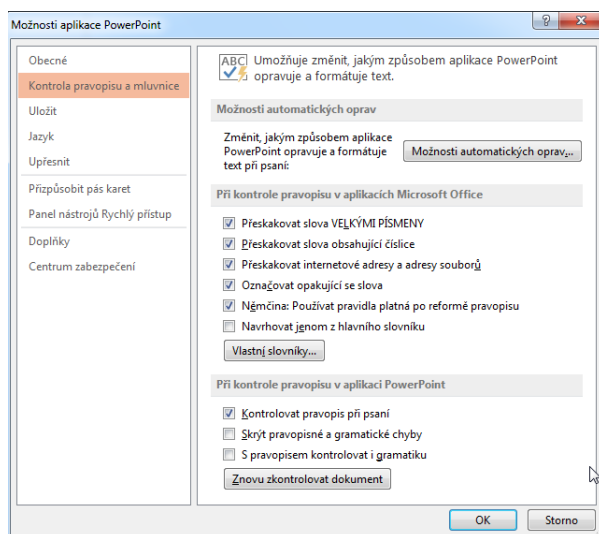 Možnosti aplikace PowerPoint
?
Obecné
Kontrola pravopisu a mluvnice
Uložit
Jazyk
Upřesnit
Přizpůsobit pás karet
Panel nástrojů Rychlý přístup
Doplňky
Centrum zabezpečení
ABC
Umožňuje změnit, jakým způsobem aplikace PowerPoint
opravuje a formátuje text.
Možnosti automatických oprav
Změnit, jakým způsobem aplikace
PowerPoint opravuje a formátuje
text při psaní:
Možnosti automatických oprav...
Při kontrole pravopisu v aplikacích Microsoft Office
Přeskakovat slova VELKÝMI PÍSMENY
Přeskakovat slova obsahující číslice
Přeskakovat internetové adresy a adresy souborů
Označovat opakující se slova
Němčina: Používat pravidla platná po reformě pravopisu
Navrhovat jenom z hlavního slovníku
Vlastní slovníky...
Při kontrole pravopisu v aplikaci PowerPoint
Kontrolovat pravopis při psaní
Skrýt pravopisné a gramatické chyby
S pravopisem kontrolovat i gramatiku
Znovu zkontrolovat dokument
OK
Storno